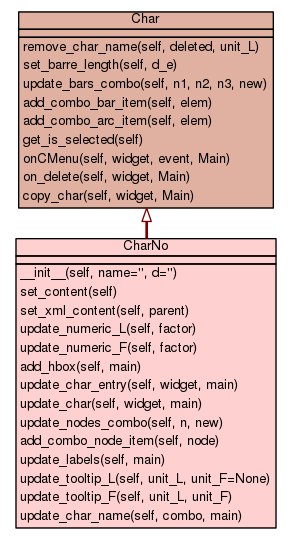 Char
remove_char_name(self, deleted, unit_L)
set_barre_length(self, d_e)
update_bars_combo(self, n1, n2, n3, new)
add_combo_bar_item(self, elem)
add_combo_arc_item(self, elem)
get_is_selected(self)
onCMenu(self, widget, event, Main)
on_delete(self, widget, Main)
copy_char(self, widget, Main)
CharNo
__init__(self, name='', d='')
set_content(self)
set_xml_content(self, parent)
update_numeric_L(self, factor)
update_numeric_F(self, factor)
add_hbox(self, main)
update_char_entry(self, widget, main)
update_char(self, widget, main)
update_nodes_combo(self, n, new)
add_combo_node_item(self, node)
update_labels(self, main)
update_tooltip_L(self, unit_L, unit_F=None)
update_tooltip_F(self, unit_L, unit_F)
update_char_name(self, combo, main)